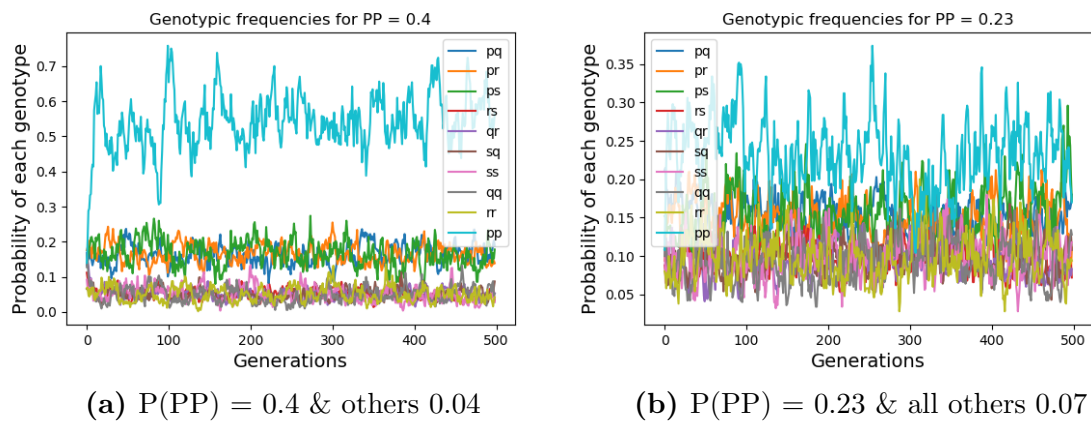 Genotypic frequencies for PP = 0.4
Probability of each genotype
0.7
0.6
0.5
0.4
0.3
0.2
0.1
0.0
pq
pr
ps
rs
qr
sq
ss
qq
rr
pp
0 100 200 300 400 500
Generations
(a) P(PP) = 0.4 & others 0.04
Genotypic frequencies for PP = 0.23
Probability of each genotype
0.35
0.30
0.25
0.20
0.15
0.10
0.05
pq
pr
ps
rs
qr
sq
ss
qq
rr
pp
0 100 200 300 400 500
Generations
(b) P(PP) = 0.23 & all others 0.07